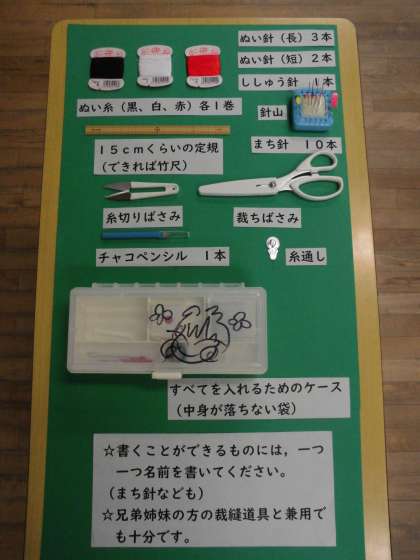 ぬい針（長）３本
ぬい針（短）２本
ししゅう針　１本
ぬい糸（黒、白、赤）各１巻
針山
まち針　１０本
１５ｃｍくらいの定規
（できれば竹尺）
糸切りばさみ
裁ちばさみ
チャコペンシル　１本
糸通し
すべてを入れるためのケース
（中身が落ちない袋）
☆書くことができるものには，一つ
一つ名前を書いてください。
（まち針なども）
☆兄弟姉妹の方の裁縫道具と兼用で
も十分です。